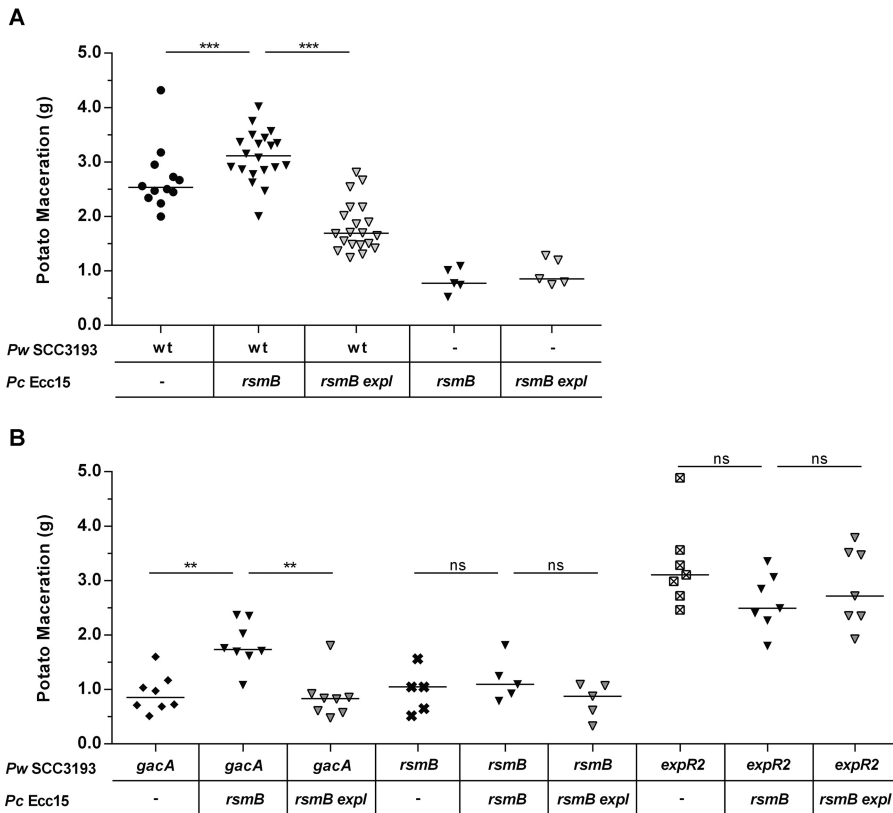 A
*** ***
5.0
4.0
3.0
2.0
1.0
0.0
Potato Maceration (g)
Pw SCC3193 wt wt wt - -
Pc Ecc15 - rsmB rsmB expI rsmB rsmB expI
B
ns ns
5.0
4.0
** ** ns ns
3.0
2.0
1.0
0.0
Potato Maceration (g)
Pw SCC3193 gacA gacA gacA rsmB rsmB rsmB expR2 expR2 expR2
Pc Ecc15 - rsmB rsmB expI - rsmB rsmB expI - rsmB rsmB expI